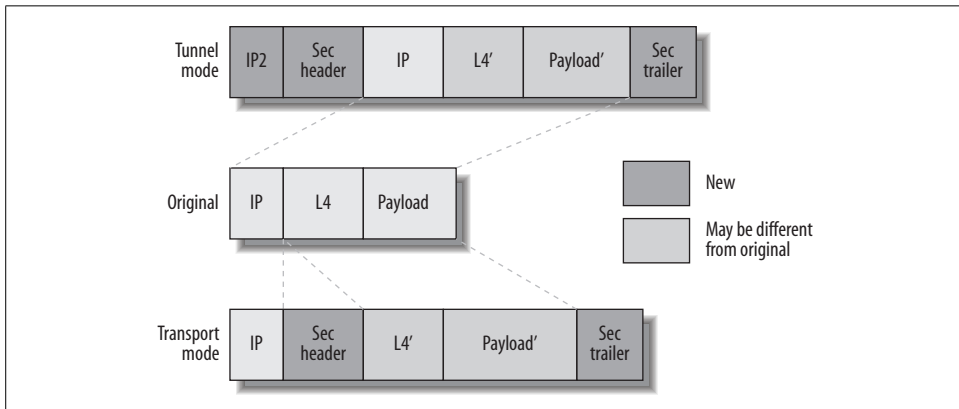 Tunnel
mode
IP2
Sec
header
IP
L4′
Payload′
Sec
trailer
Original
IP
L4
Payload
New
May be different
from original
Transport
mode
IP
Sec
header
L4′
Payload′
Sec
trailer